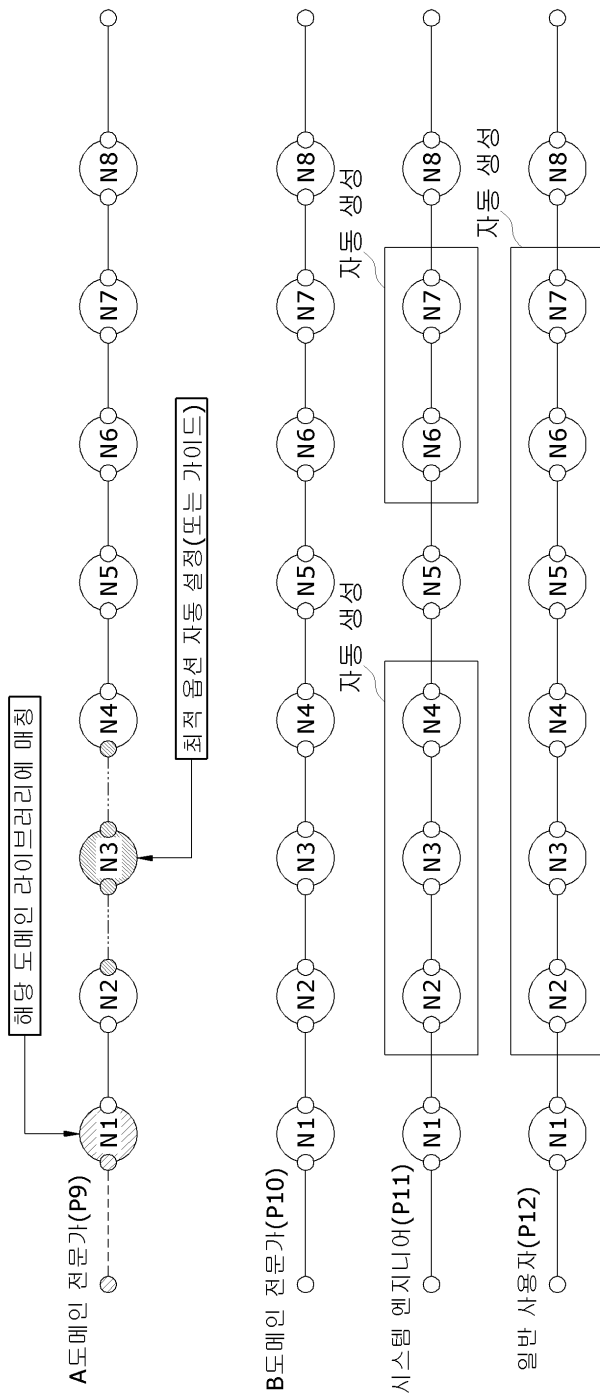 해당 도메인 라이브러리에 매칭
A도메인 전문가(P9)
N1 N2 N3 N4 N5 N6 N7 N8
최적 옵션 자동 설정(또는 가이드)
B도메인 전문가(P10)
N1 N2 N3 N4 N5 N6 N7 N8
자동 생성
자동 생성
시스템 엔지니어(P11)
N1 N2 N3 N4 N5 N6 N7 N8
자동 생성
일반 사용자(P12)
N1 N2 N3 N4 N5 N6 N7 N8